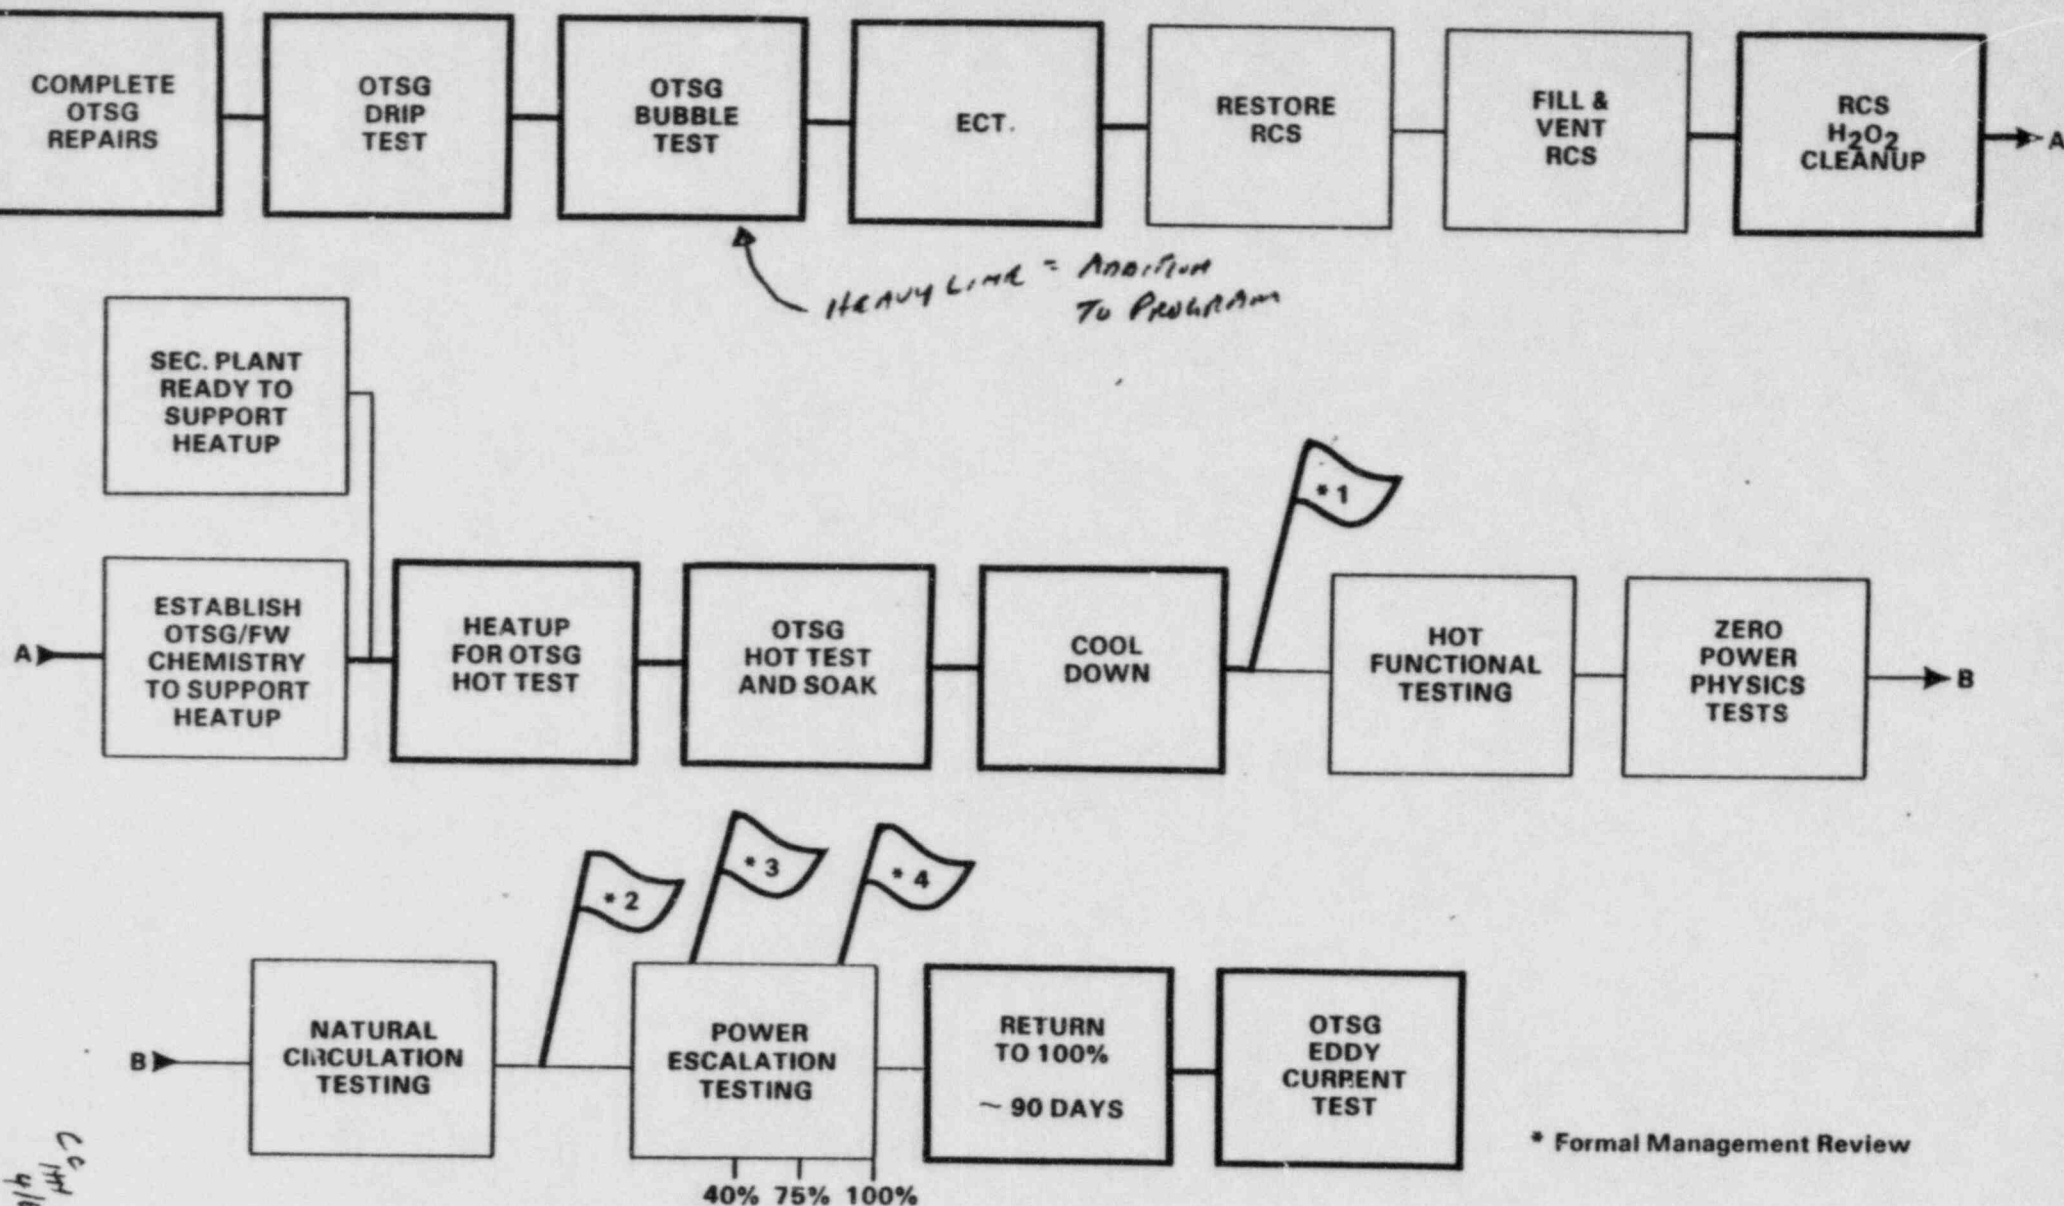 COMPLETE
OTSG
REPAIRS
OTSG
DRIP
TEST
OTSG
BUBBLE
TEST
ECT.
RESTORE
RCS
FILL &
VENT
RCS
RCS
H₂O₂
CLEANUP
A
HEAVY LINE = ADDITION
TO PROGRAM
SEC. PLANT
READY TO
SUPPORT
HEATUP
* 1
A
ESTABLISH
OTSG/FW
CHEMISTRY
TO SUPPORT
HEATUP
HEATUP
FOR OTSG
HOT TEST
OTSG
HOT TEST
AND SOAK
COOL
DOWN
HOT
FUNCTIONAL
TESTING
ZERO
POWER
PHYSICS
TESTS
B
* 2
* 3
* 4
B
NATURAL
CIRCULATION
TESTING
POWER
ESCALATION
TESTING
RETURN
TO 100%
~ 90 DAYS
OTSG
EDDY
CURRENT
TEST
40% 75% 100%
* Formal Management Review